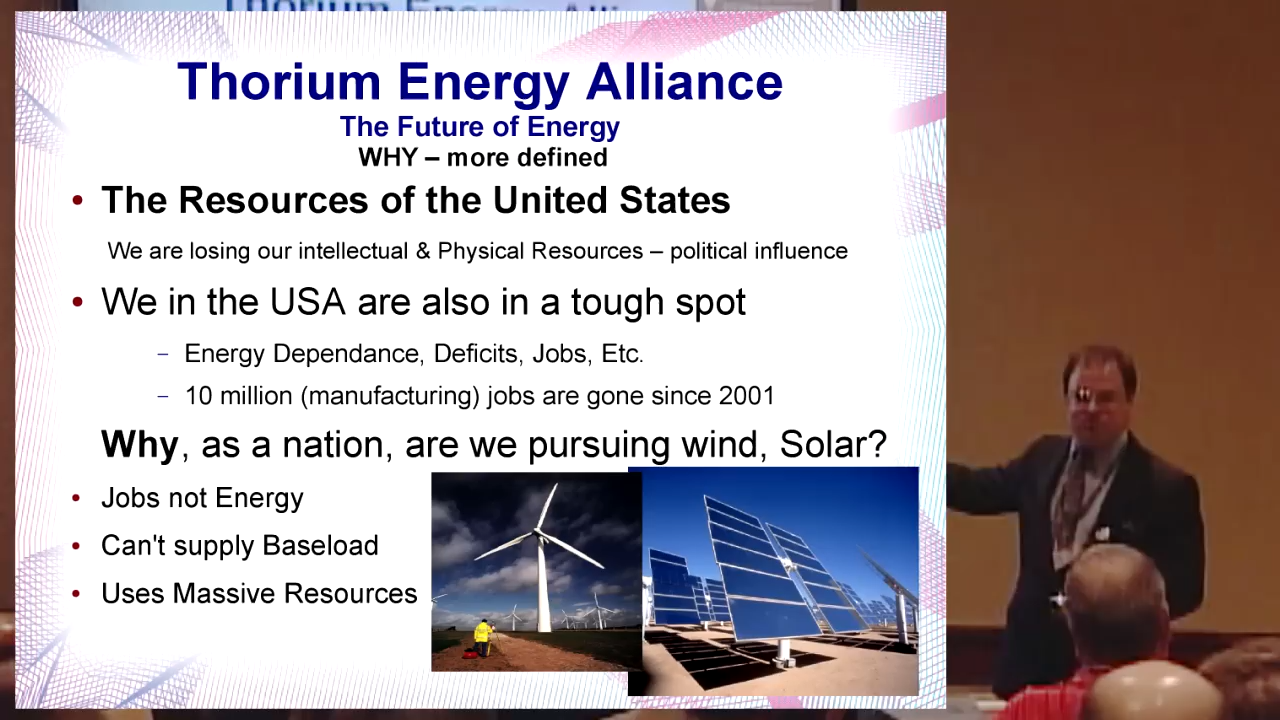 Thorium Energy Alli
Thorium Energy Alliance
The Future of Energy
WHY – more defined
• The Resources of the United States
We are losing our intellectual & Physical Resources – political influence
• We in the USA are also in a tough spot
– Energy Dependance, Deficits, Jobs, Etc.
– 10 million (manufacturing) jobs are gone since 2001
Why, as a nation, are we pursuing wind, Solar?
• Jobs not Energy
• Can't supply Baseload
• Uses Massive Resources